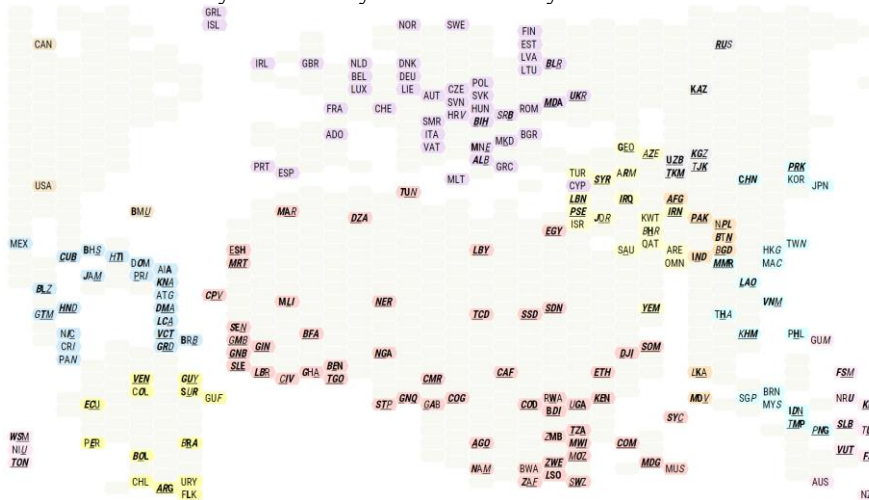 GRL
ISL
NOR
SWE
CAN
FIN
EST
LVA
LTU
RUS
IRL
GBR
NLD
BEL
LUX
DNK
DEU
LIE
BLR
KAZ
AUT
CZE
SVN
HRV
POL
SVK
HUN
BIH
SRB
ROM
MDA
UKR
FRA
CHE
ADO
SMR
ITA
VAT
MNE
ALB
MKD
GRC
BGR
GEO
AZE
ARM
UZB
TKM
KGZ
TJK
PRT
ESP
MLT
TUR
CYP
SYR
CHN
PRK
KOR
JPN
USA
TUN
LBN
PSE
ISR
IRQ
AFG
IRN
BMU
MAR
DZA
JOR
KWT
BHR
QAT
PAK
NPL
BTN
BGD
MMR
MEX
CUB
BHS
HTI
DOM
PRI
JAM
AIA
KNA
ATG
DMA
LCA
VCT
GRD
ESH
MRT
LBY
EGY
SAU
ARE
OMN
IND
HKG
MAC
TWN
BLZ
GTM
HND
CPV
MLI
NER
TCD
SSD
SDN
YEM
LAO
VNM
THA
NIC
CRI
PAN
BRB
SEN
GMB
GNB
SLE
GIN
BFA
NGA
DJI
SOM
KHM
PHL
GUM
VEN
COL
GUY
SUR
GUF
LBR
CIV
GHA
BEN
TGO
CMR
CAF
ETH
LKA
FSM
ECU
STP
GNQ
GAB
COG
COD
RWA
BDI
UGA
KEN
SYC
MDV
SGP
BRN
MYS
IDN
TMP
PNG
NRU
SLB
WSM
NIU
TON
PER
BRA
BOL
AGO
ZMB
TZA
MWI
MOZ
COM
VUT
CHL
ARG
URY
FLK
NAM
BWA
ZAF
ZWE
LSO
SWZ
MDG
MUS
AUS